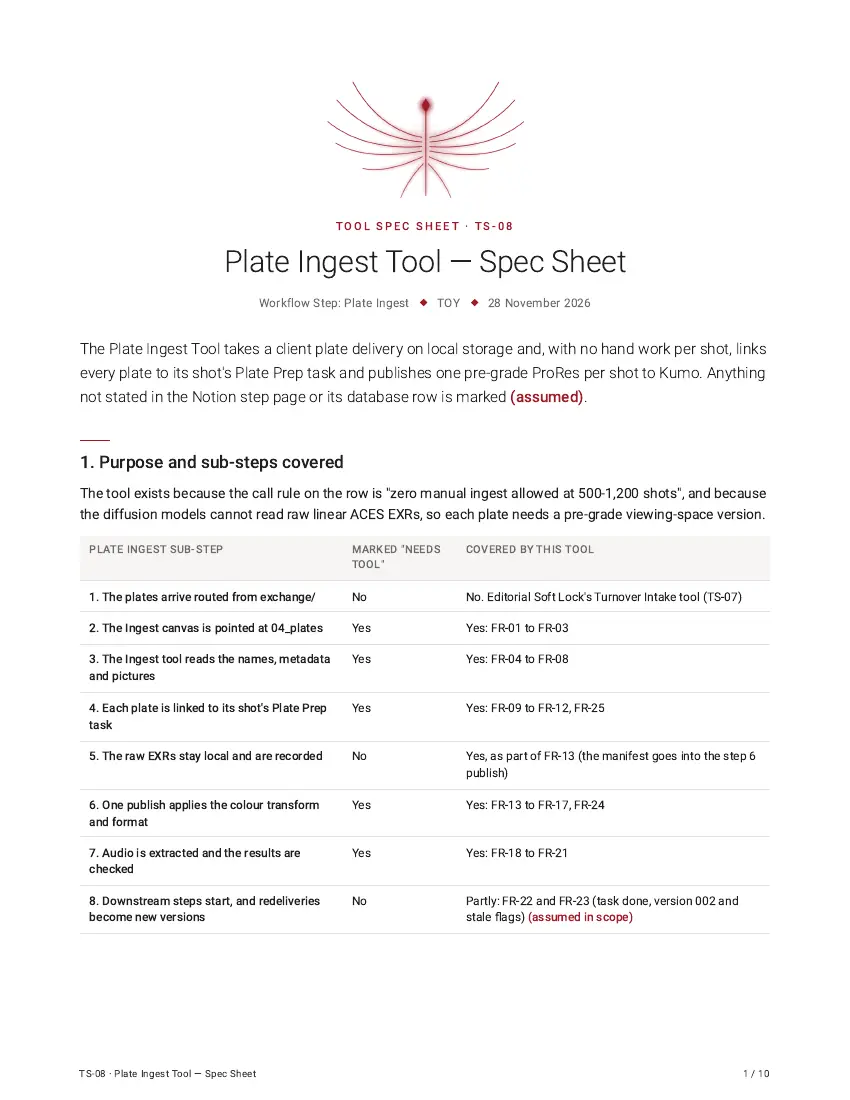 TOOL SPEC SHEET · TS-08
Plate Ingest Tool — Spec Sheet
Workflow Step: Plate Ingest ◆ TOY ◆ 28 November 2026
The Plate Ingest Tool takes a client plate delivery on local storage and, with no hand work per shot, links
every plate to its shot's Plate Prep task and publishes one pre-grade ProRes per shot to Kumo. Anything
not stated in the Notion step page or its database row is marked (assumed).
1. Purpose and sub-steps covered
The tool exists because the call rule on the row is "zero manual ingest allowed at 500-1,200 shots", and because
the diffusion models cannot read raw linear ACES EXRs, so each plate needs a pre-grade viewing-space version.
PLATE INGEST SUB-STEP
MARKED "NEEDS
TOOL"
COVERED BY THIS TOOL
1. The plates arrive routed from exchange/
No
No. Editorial Soft Lock's Turnover Intake tool (TS-07)
2. The Ingest canvas is pointed at 04_plates
Yes
Yes: FR-01 to FR-03
3. The Ingest tool reads the names, metadata
and pictures
Yes
Yes: FR-04 to FR-08
4. Each plate is linked to its shot's Plate Prep
task
Yes
Yes: FR-09 to FR-12, FR-25
5. The raw EXRs stay local and are recorded
No
Yes, as part of FR-13 (the manifest goes into the step 6
publish)
6. One publish applies the colour transform
and format
Yes
Yes: FR-13 to FR-17, FR-24
7. Audio is extracted and the results are
checked
Yes
Yes: FR-18 to FR-21
8. Downstream steps start, and redeliveries
become new versions
No
Partly: FR-22 and FR-23 (task done, version 002 and
stale flags) (assumed in scope)
TS-08 · Plate Ingest Tool — Spec Sheet
1 / 10